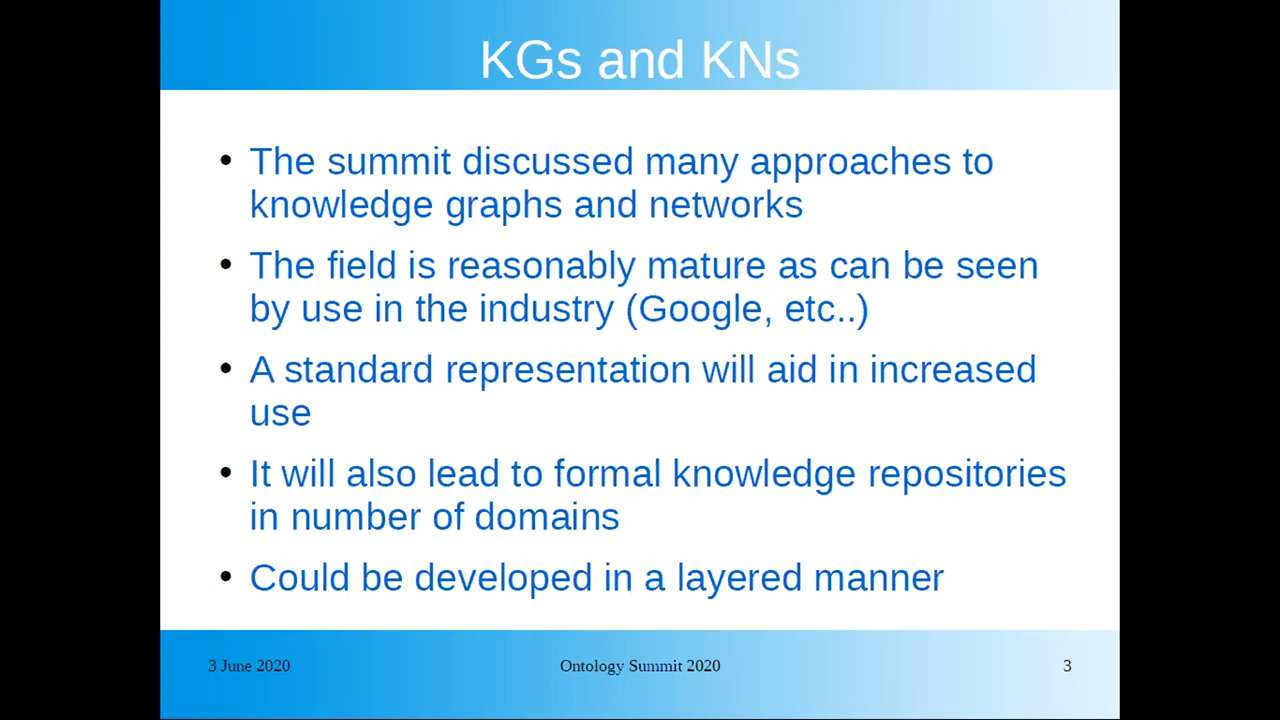 KGs and KNs
• The summit discussed many approaches to
knowledge graphs and networks
• The field is reasonably mature as can be seen
by use in the industry (Google, etc..)
• A standard representation will aid in increased
use
• It will also lead to formal knowledge repositories
in number of domains
• Could be developed in a layered manner
3 June 2020
Ontology Summit 2020
3